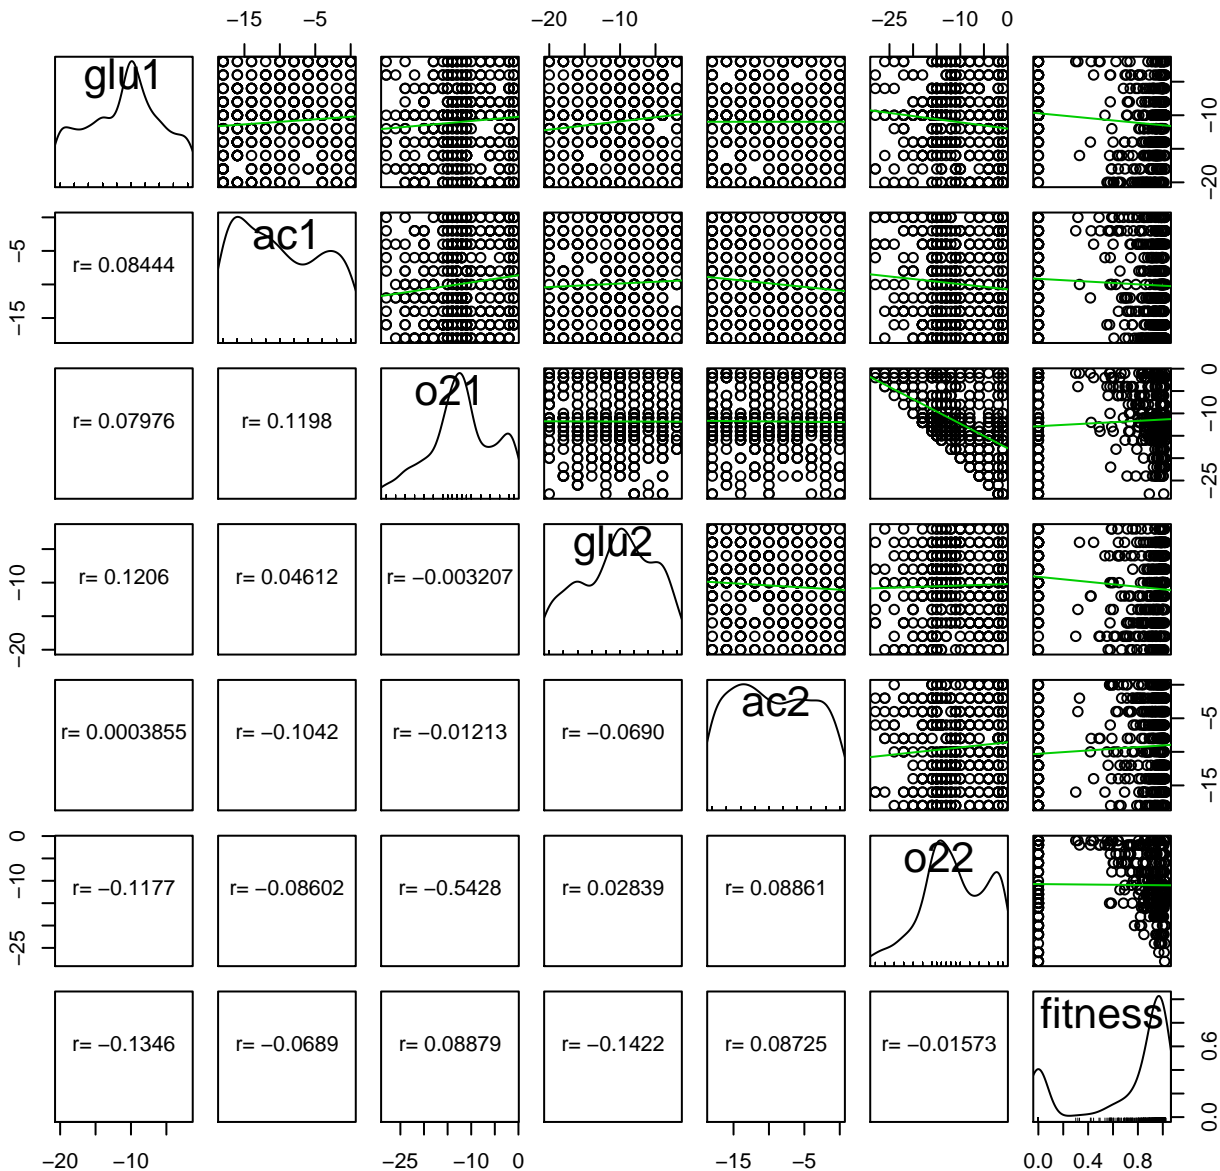 −15 −5 −20 −10 −25 −10 0
glu1
−20 −10
−15 −5
r= 0.08444
ac1
r= 0.07976
r= 0.1198
o21
−25 −10 0
−20 −10
r= 0.1206
r= 0.04612
r= −0.003207
glu2
r= 0.0003855
r= −0.1042
r= −0.01213
r= −0.0690
ac2
−15 −5
−25 −10 0
r= −0.1177
r= −0.08602
r= −0.5428
r= 0.02839
r= 0.08861
o22
r= −0.1346
r= −0.0689
r= 0.08879
r= −0.1422
r= 0.08725
r= −0.01573
fitness
0.0 0.6
−20 −10 −25 −10 0 −15 −5 0.0 0.4 0.8